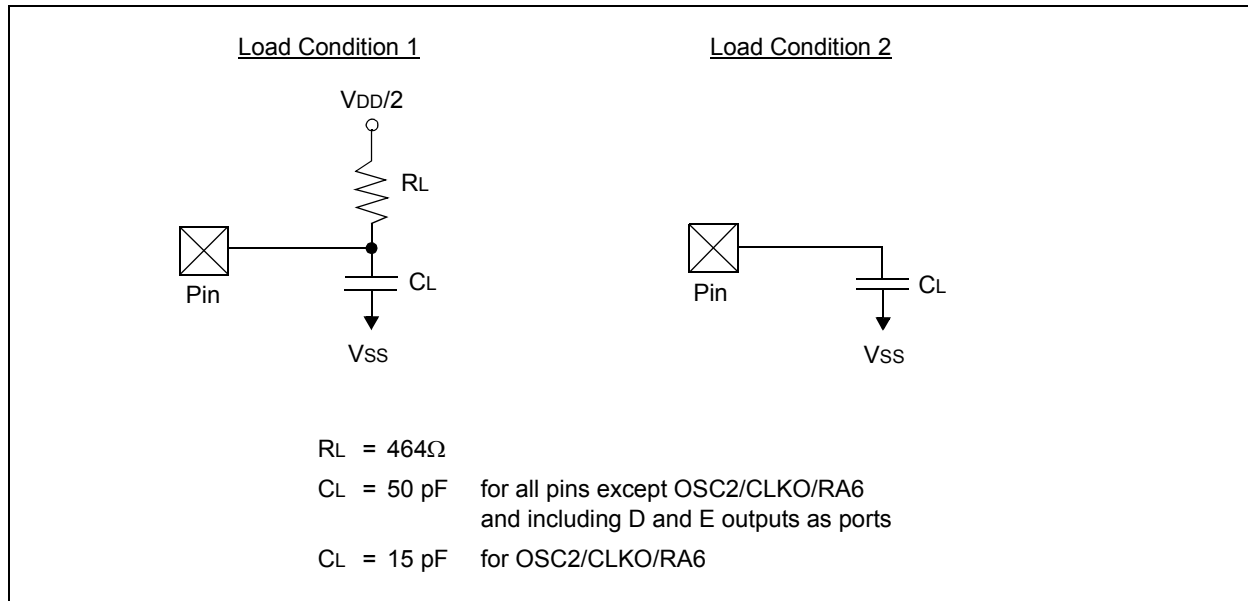 Load Condition 1
Load Condition 2
VDD/2
RL
Pin
CL
VSS
Pin
CL
VSS
RL = 464Ω
CL = 50 pF for all pins except OSC2/CLKO/RA6
and including D and E outputs as ports
CL = 15 pF for OSC2/CLKO/RA6